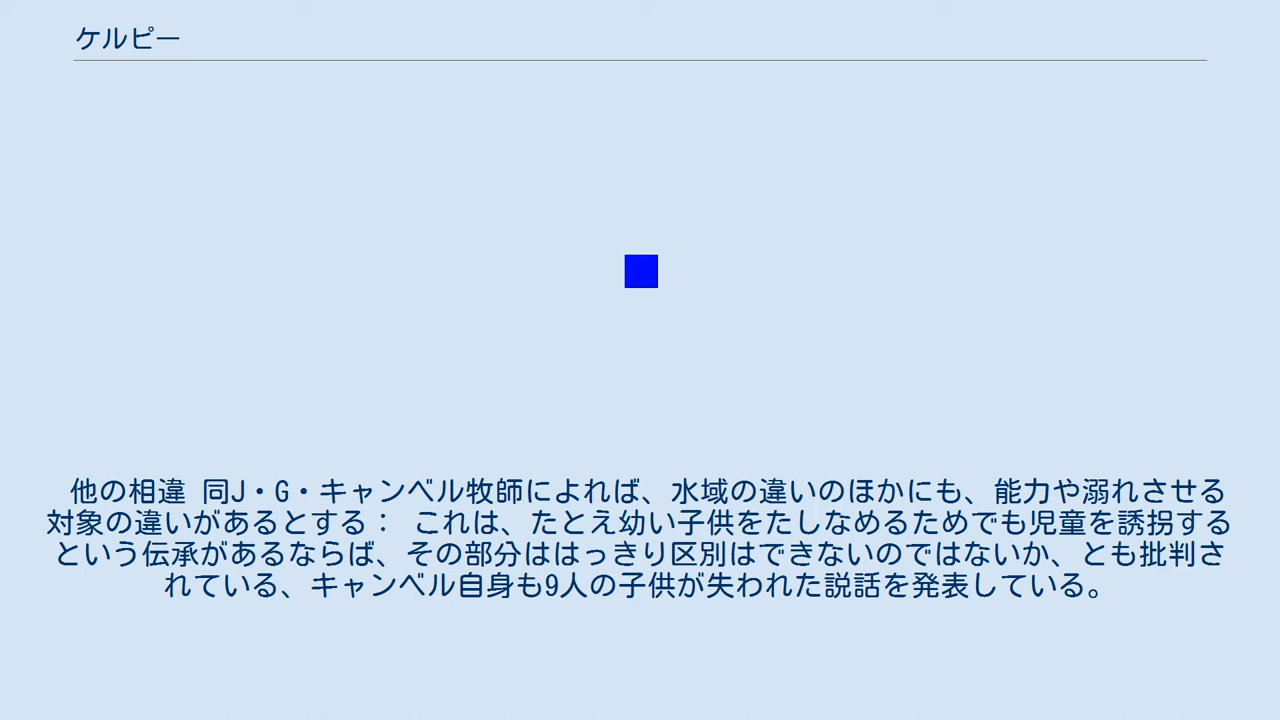 ケルピー
他の相違 同J・G・キャンベル牧師によれば、水域の違いのほかにも、能力や溺れさせる
対象の違いがあるとする： これは、たとえ幼い子供をたしなめるためでも児童を誘拐する
という伝承があるならば、その部分ははっきり区別はできないのではないか、とも批判さ
れている、キャンベル自身も9人の子供が失われた説話を発表している。